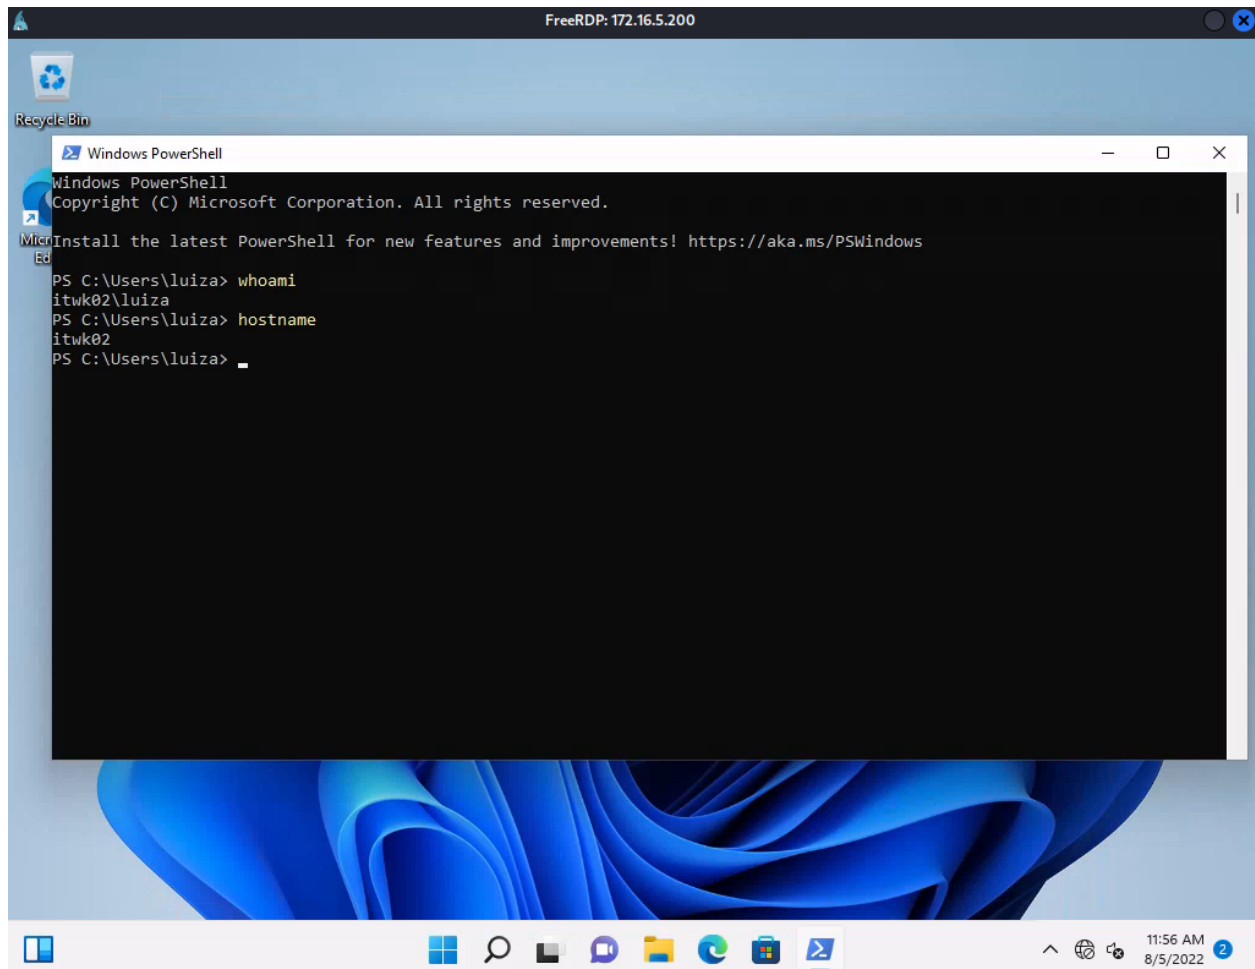 FreeRDP: 172.16.5.200
Recycle Bin
Windows PowerShell
Windows PowerShell
Copyright (C) Microsoft Corporation. All rights reserved.
Micr
Ed
Install the latest PowerShell for new features and improvements! https://aka.ms/PSWindows
PS C:\Users\luiza> whoami
itwk02\luiza
PS C:\Users\luiza> hostname
itwk02
PS C:\Users\luiza>
11:56 AM
8/5/2022
2